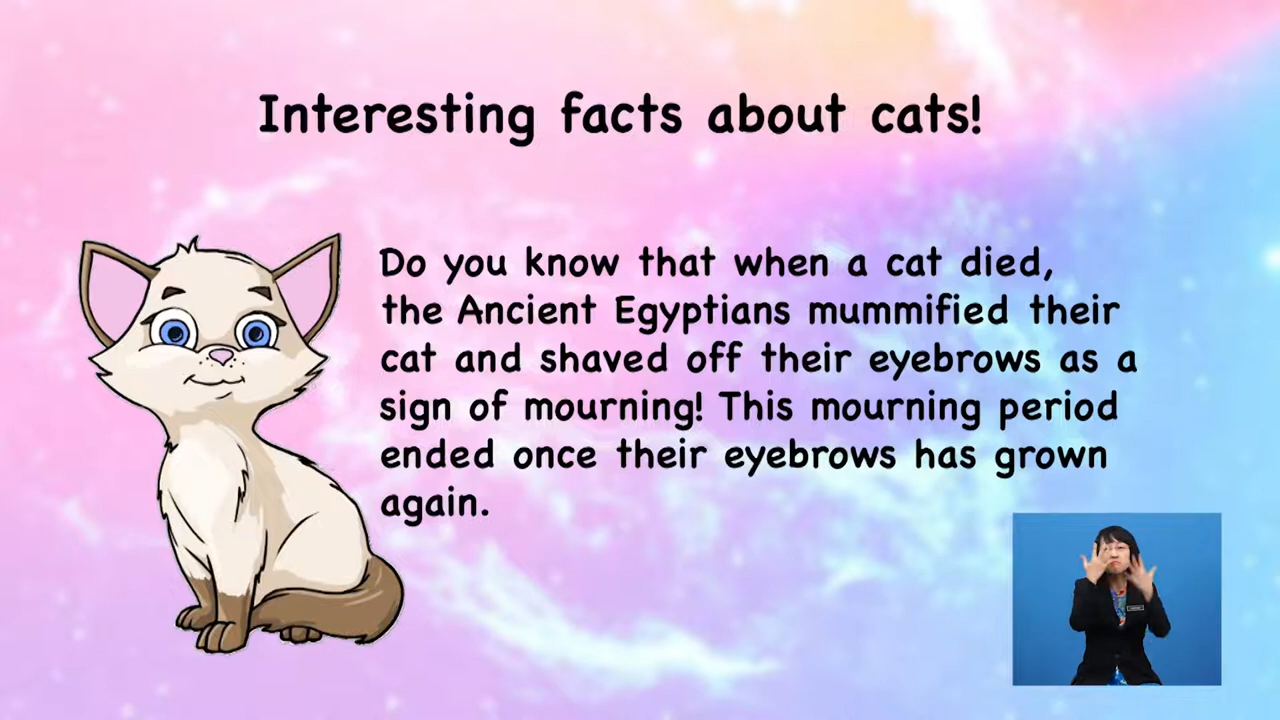 Interesting facts about cats!
Do you know that when a cat died,
the Ancient Egyptians mummified their
cat and shaved off their eyebrows as a
sign of mourning! This mourning period
ended once their eyebrows has grown
again.